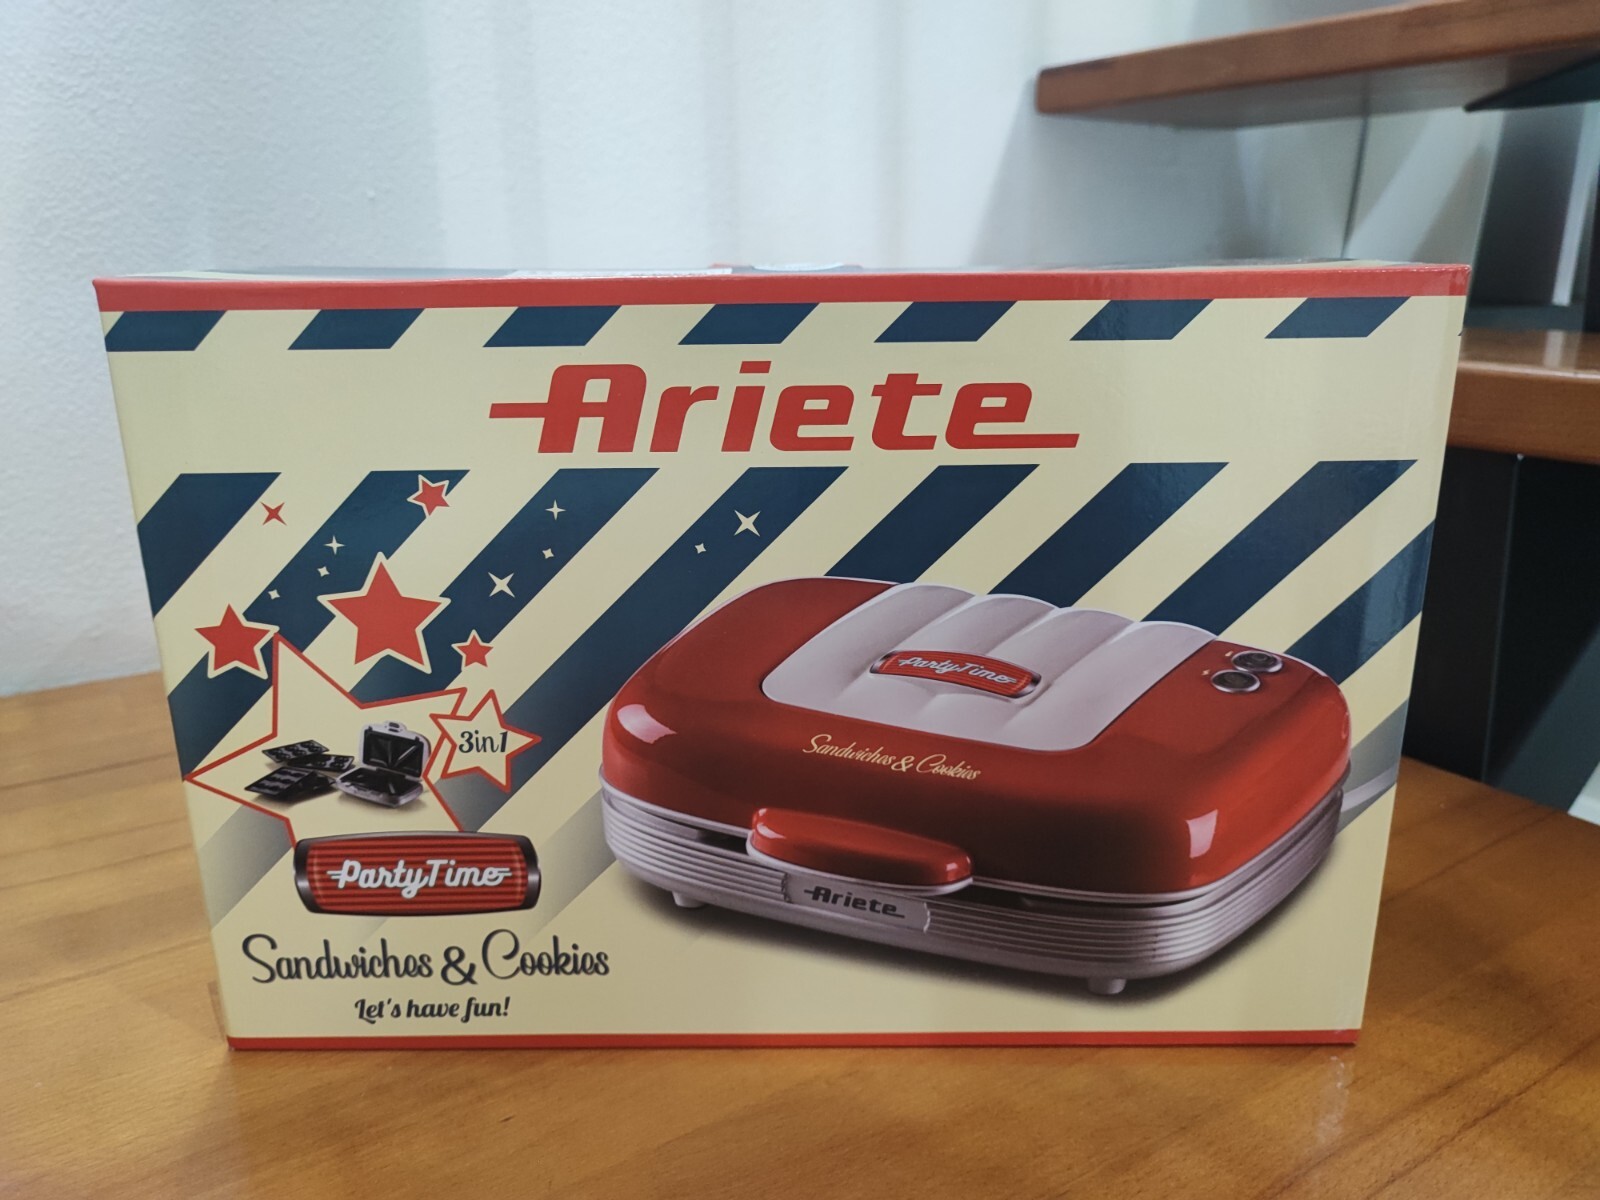 Ariete
PartyTime
Sandwiches & Cookies
3in1
PartyTime
Ariete
Sandwiches & Cookies
Let's have fun!